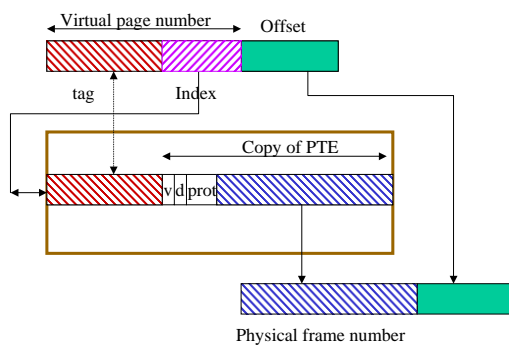 Virtual page number
Offset
tag
Index
Copy of PTE
v d prot
Physical frame number